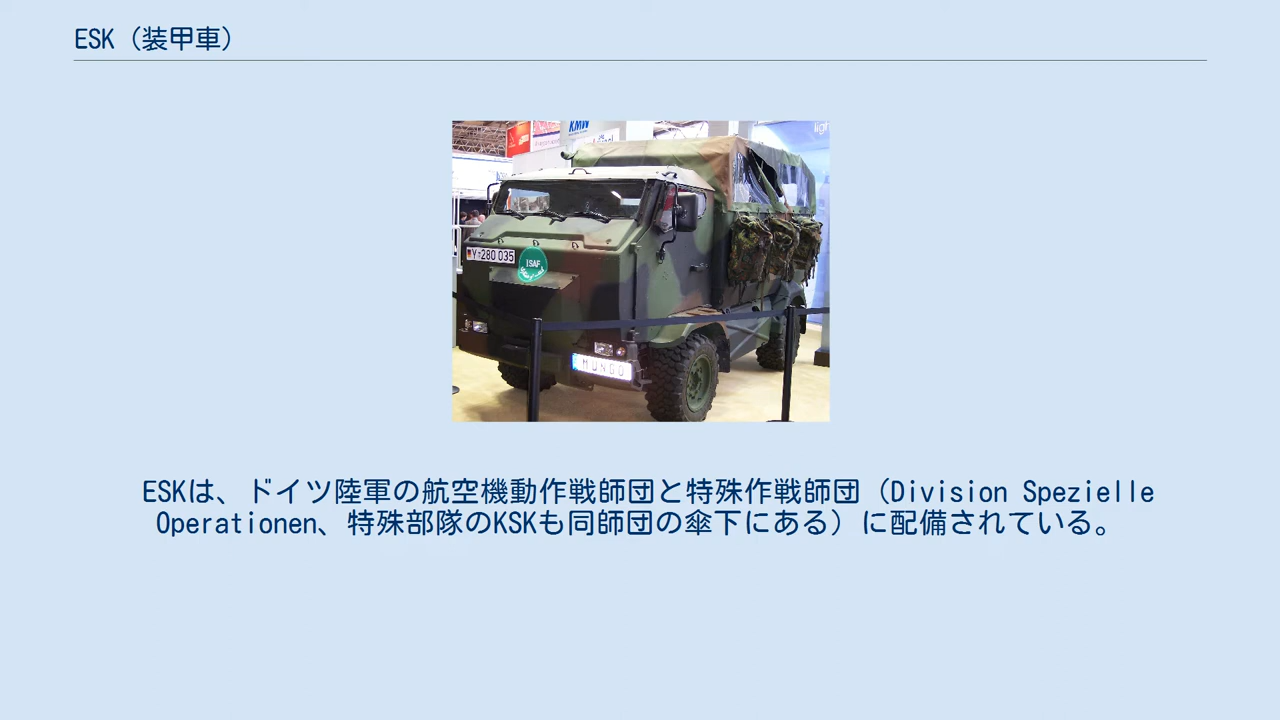 ESK（装甲車）
KMW
Y-280 035
ISAF
MUNGO
ESKは、ドイツ陸軍の航空機動作戦師団と特殊作戦師団（Division Spezielle
Operationen、特殊部隊のKSKも同師団の傘下にある）に配備されている。